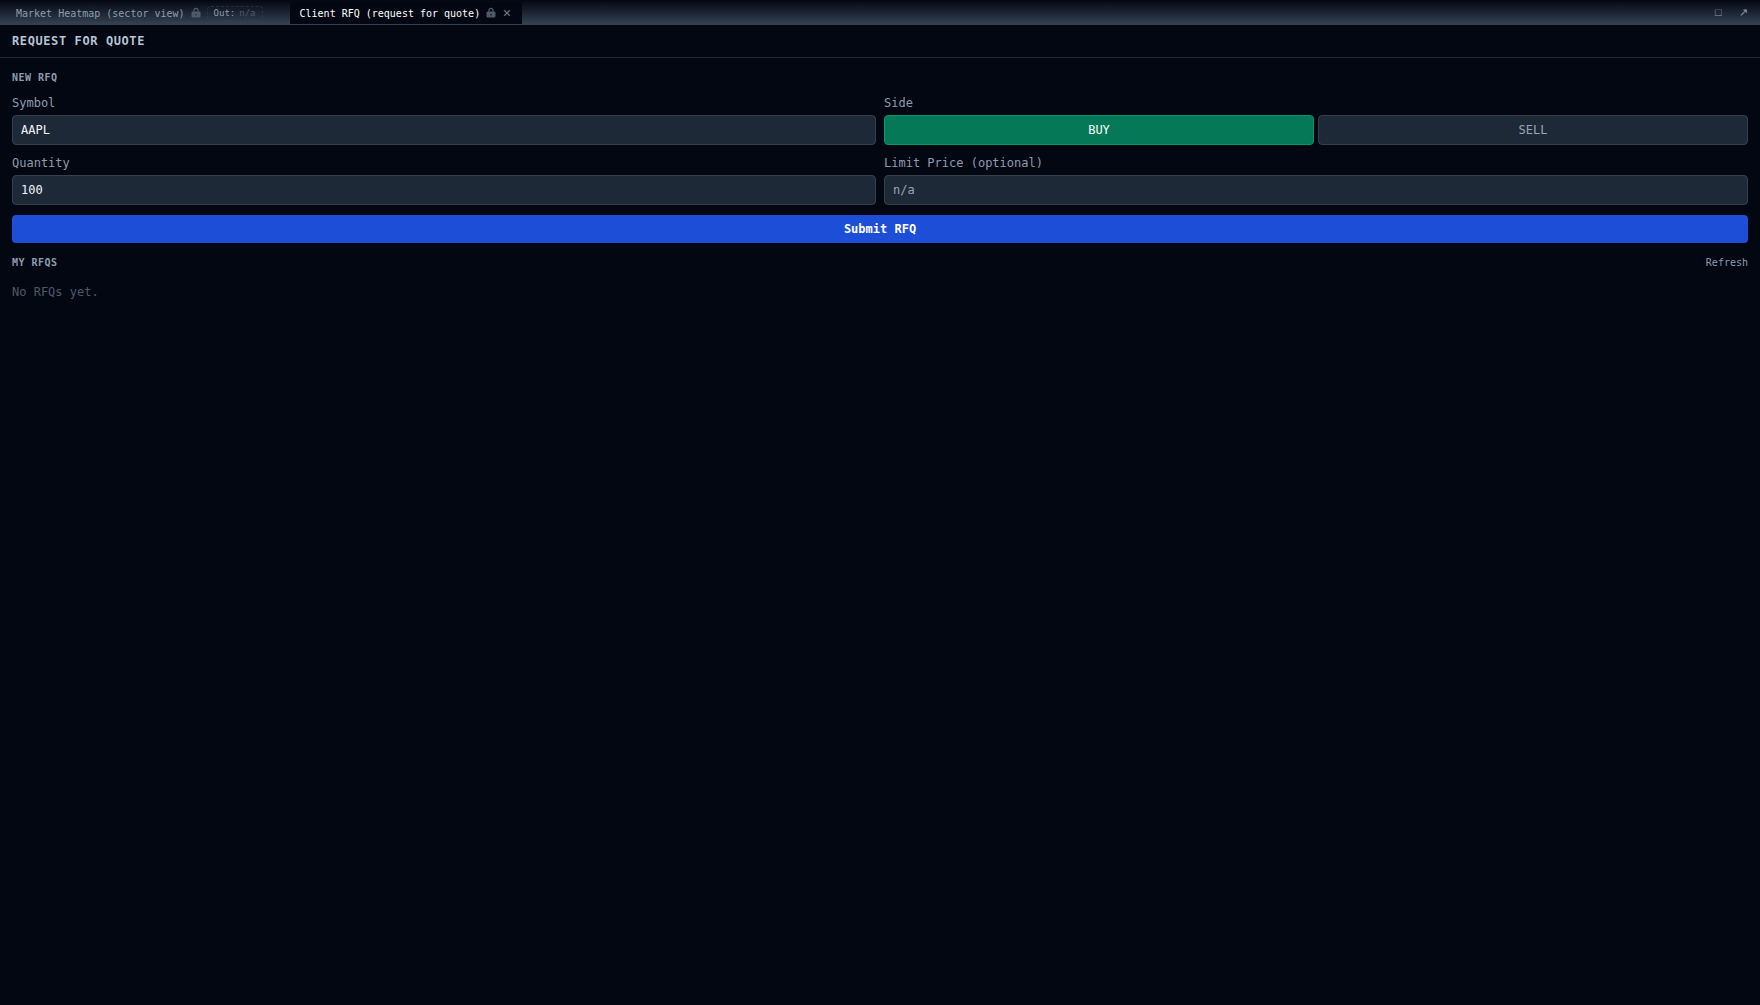 Market Heatmap (sector view) Out: n/a Client RFQ (request for quote) ×
REQUEST FOR QUOTE
NEW RFQ
Symbol Side
AAPL BUY SELL
Quantity Limit Price (optional)
100 n/a
Submit RFQ
MY RFQS Refresh
No RFQs yet.